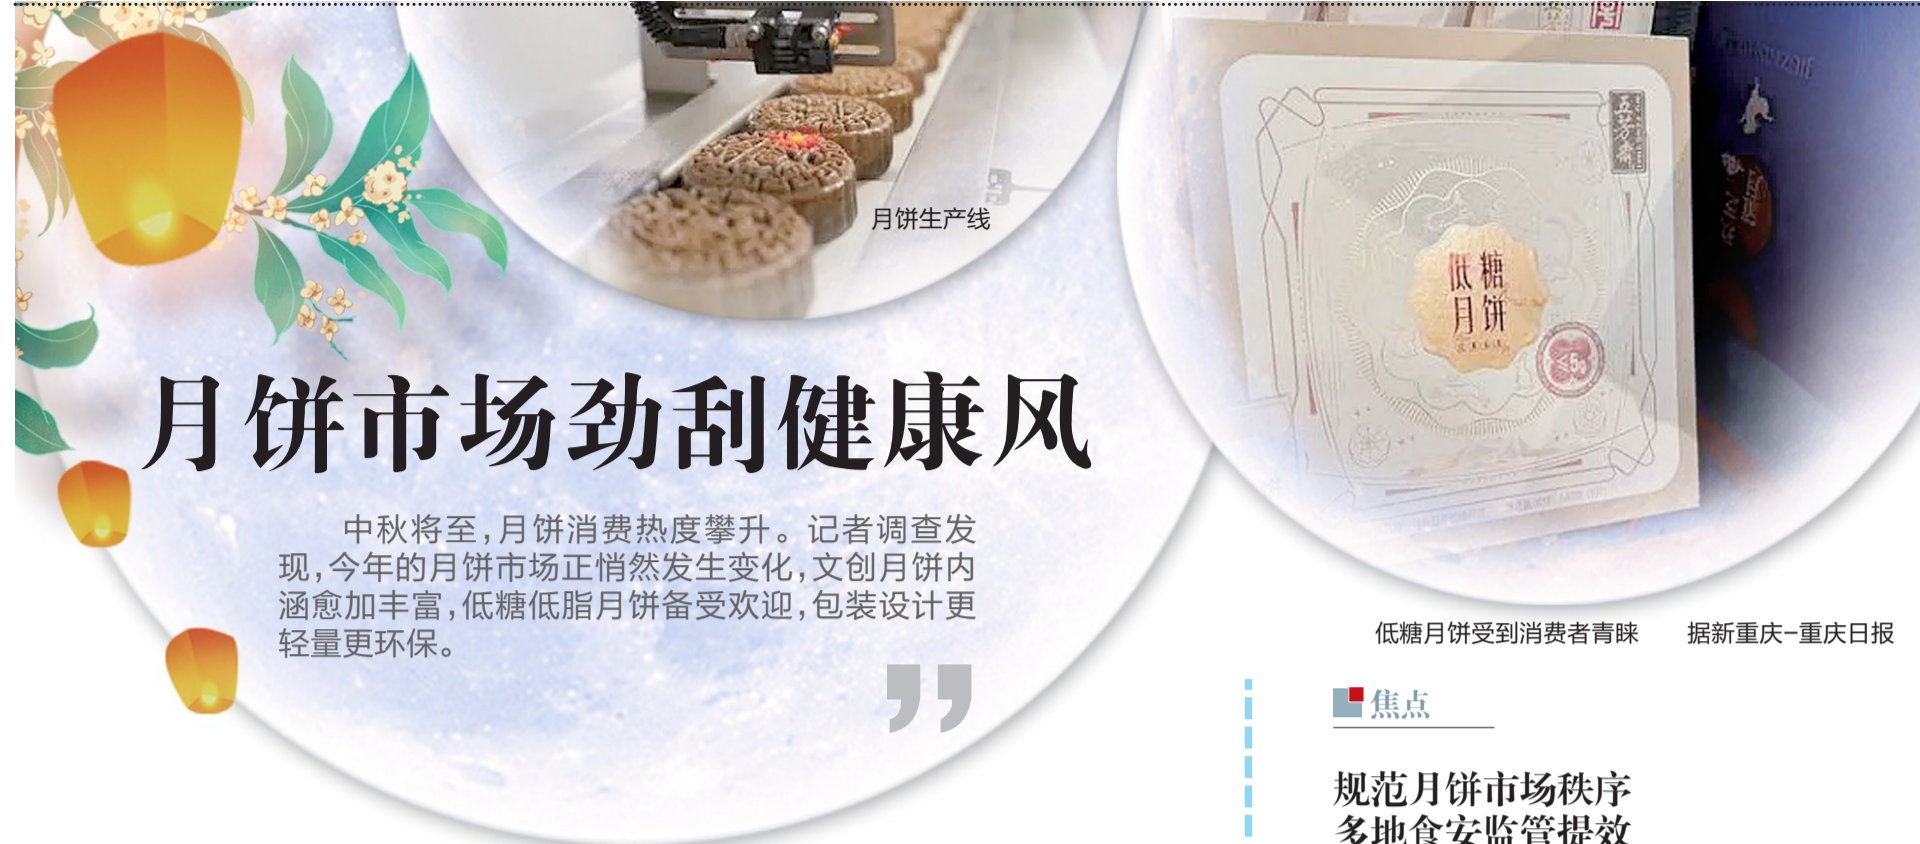 月饼生产线
五芳斋
低糖
月饼
≤5g
月饼市场劲刮健康风
中秋将至，月饼消费热度攀升。记者调查发
现，今年的月饼市场正悄然发生变化，文创月饼内
涵愈加丰富，低糖低脂月饼备受欢迎，包装设计更
轻量更环保。
低糖月饼受到消费者青睐 据新重庆-重庆日报
焦点
规范月饼市场秩序
多地食安监管提效